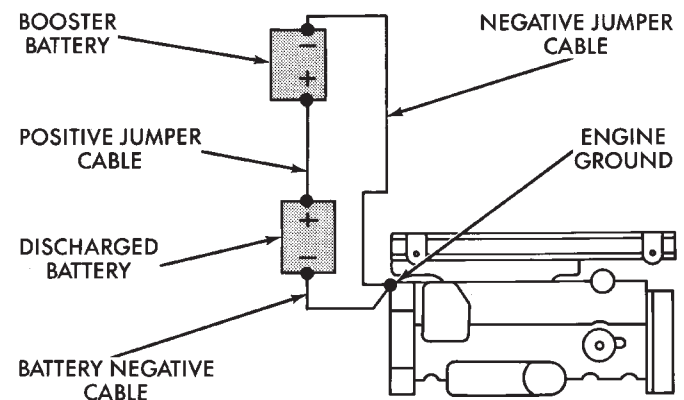 BOOSTER
BATTERY
NEGATIVE JUMPER
CABLE
−
+
POSITIVE JUMPER
CABLE
ENGINE
GROUND
+
−
DISCHARGED
BATTERY
BATTERY NEGATIVE
CABLE